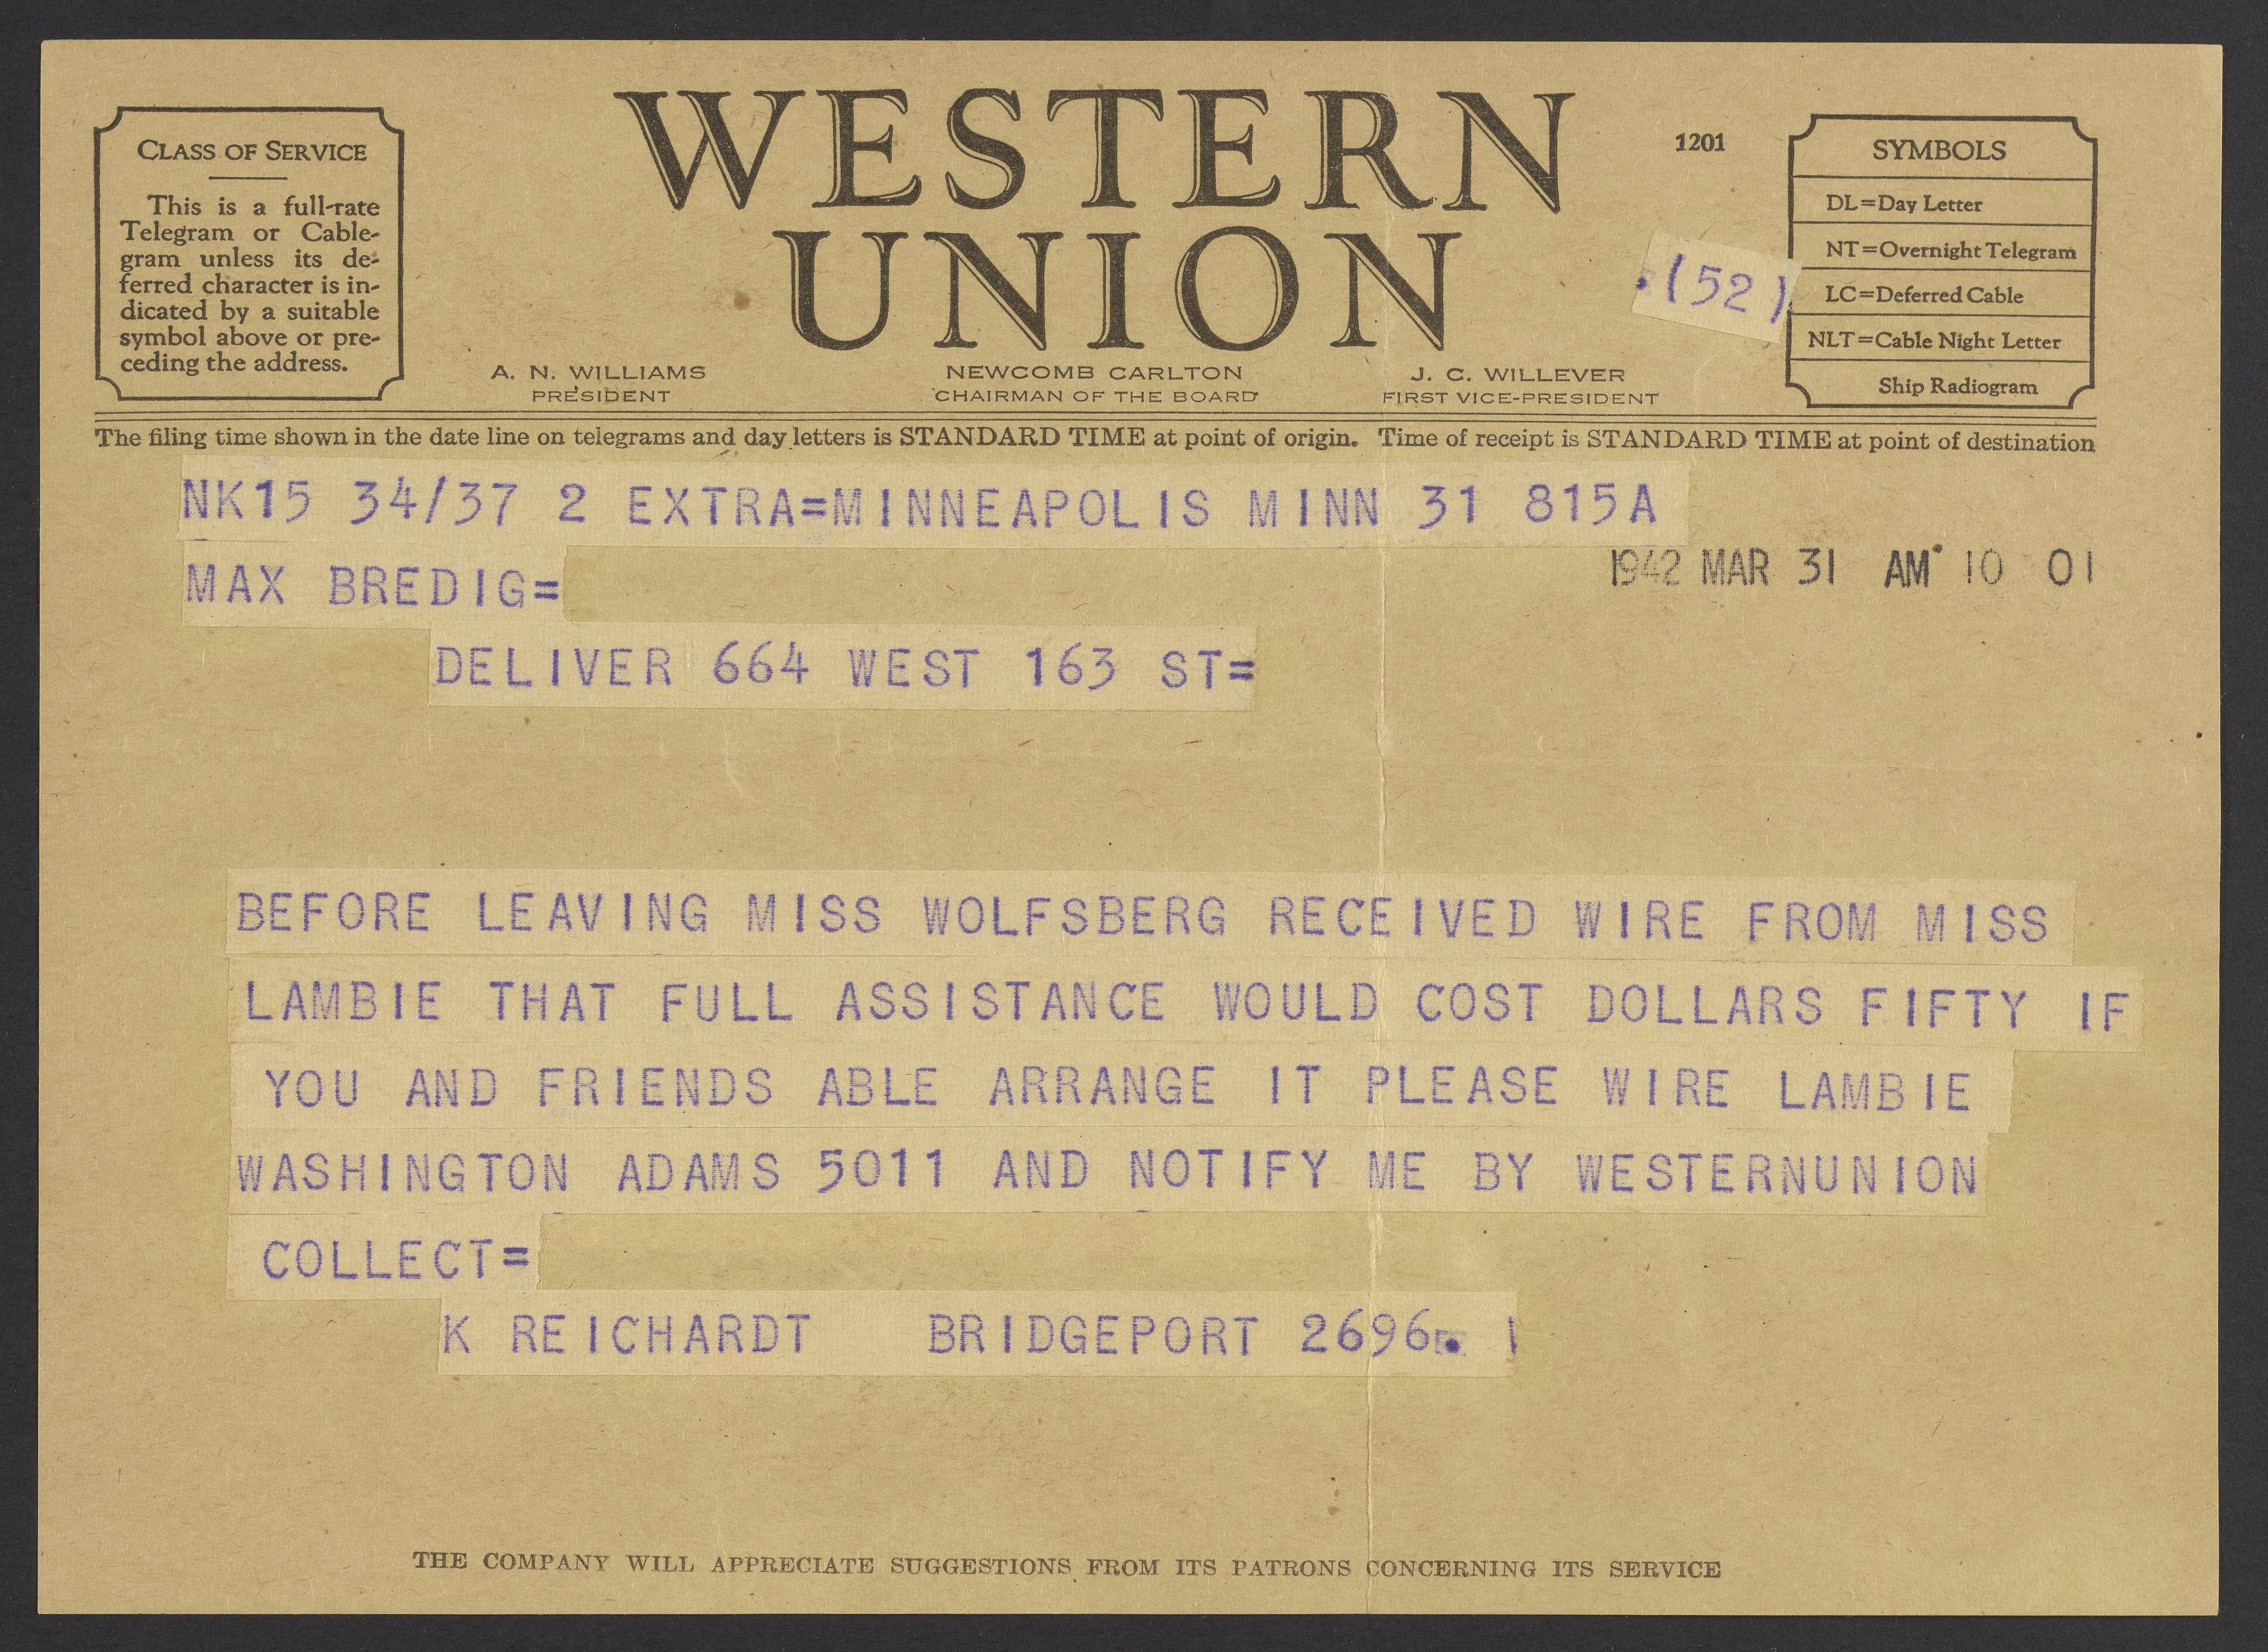 CLASS OF SERVICE
This is a full-rate
Telegram or Cable-
gram unless its de-
ferred character is in-
dicated by a suitable
symbol above or pre-
ceding the address.
WESTERN
UNION
1201
(52)
SYMBOLS
DL=Day Letter
NT=Overnight Telegram
LC=Deferred Cable
NLT=Cable Night Letter
Ship Radiogram
A. N. WILLIAMS
PRESIDENT
NEWCOMB CARLTON
CHAIRMAN OF THE BOARD
J. C. WILLEVER
FIRST VICE-PRESIDENT
The filing time shown in the date line on telegrams and day letters is STANDARD TIME at point of origin. Time of receipt is STANDARD TIME at point of destination
NK15 34/37 2 EXTRA=MINNEAPOLIS MINN 31 815A
1942 MAR 31 AM 10 01
MAX BREDIG=
DELIVER 664 WEST 163 ST=
BEFORE LEAVING MISS WOLFSBERG RECEIVED WIRE FROM MISS
LAMBIE THAT FULL ASSISTANCE WOULD COST DOLLARS FIFTY IF
YOU AND FRIENDS ABLE ARRANGE IT PLEASE WIRE LAMBIE
WASHINGTON ADAMS 5011 AND NOTIFY ME BY WESTERNUNION
COLLECT=
K REICHARDT BRIDGEPORT 2696.
THE COMPANY WILL APPRECIATE SUGGESTIONS FROM ITS PATRONS CONCERNING ITS SERVICE